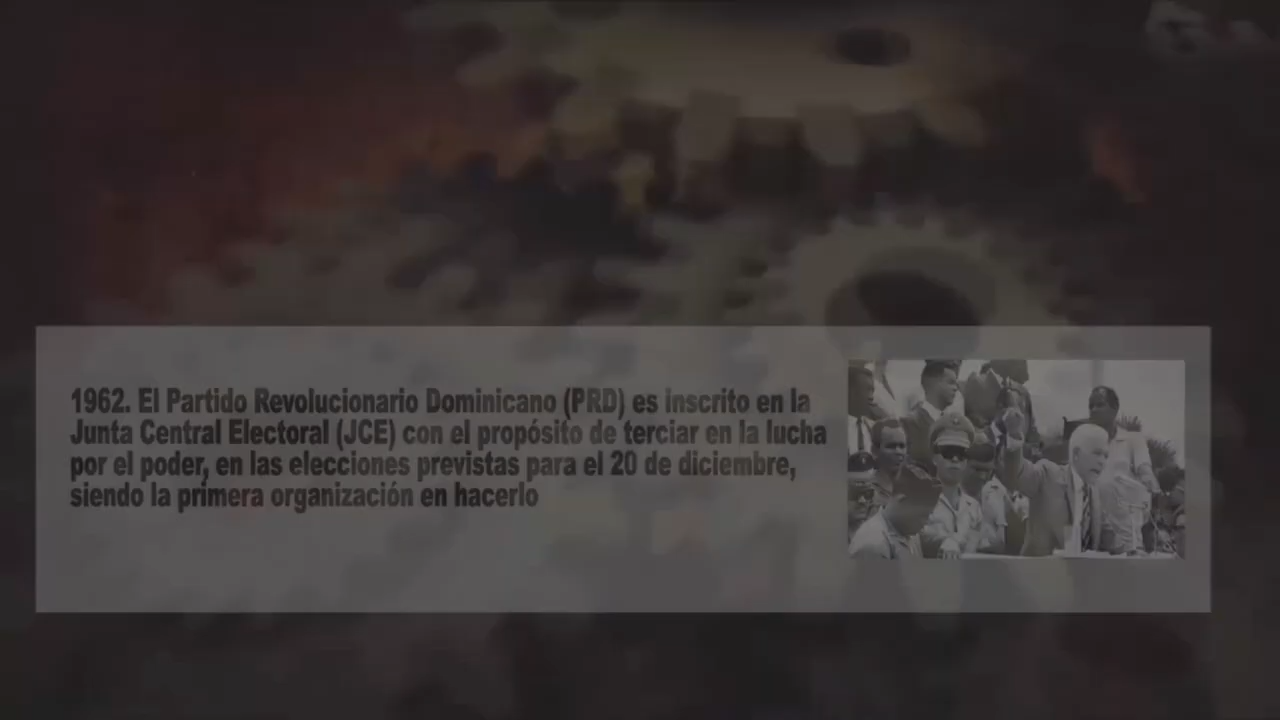 1962. El Partido Revolucionario Dominicano (PRD) es inscrito en la
Junta Central Electoral (JCE) con el propósito de terciar en la lucha
por el poder, en las elecciones previstas para el 20 de diciembre,
siendo la primera organización en hacerlo